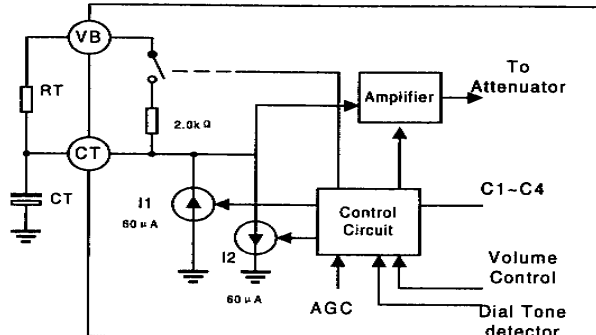 VB
RT
2.0kΩ
Amplifier
To
Attenuator
CT
CT
I1
60μA
I2
60μA
Control
Circuit
C1~C4
AGC
Volume
Control
Dial Tone
detector